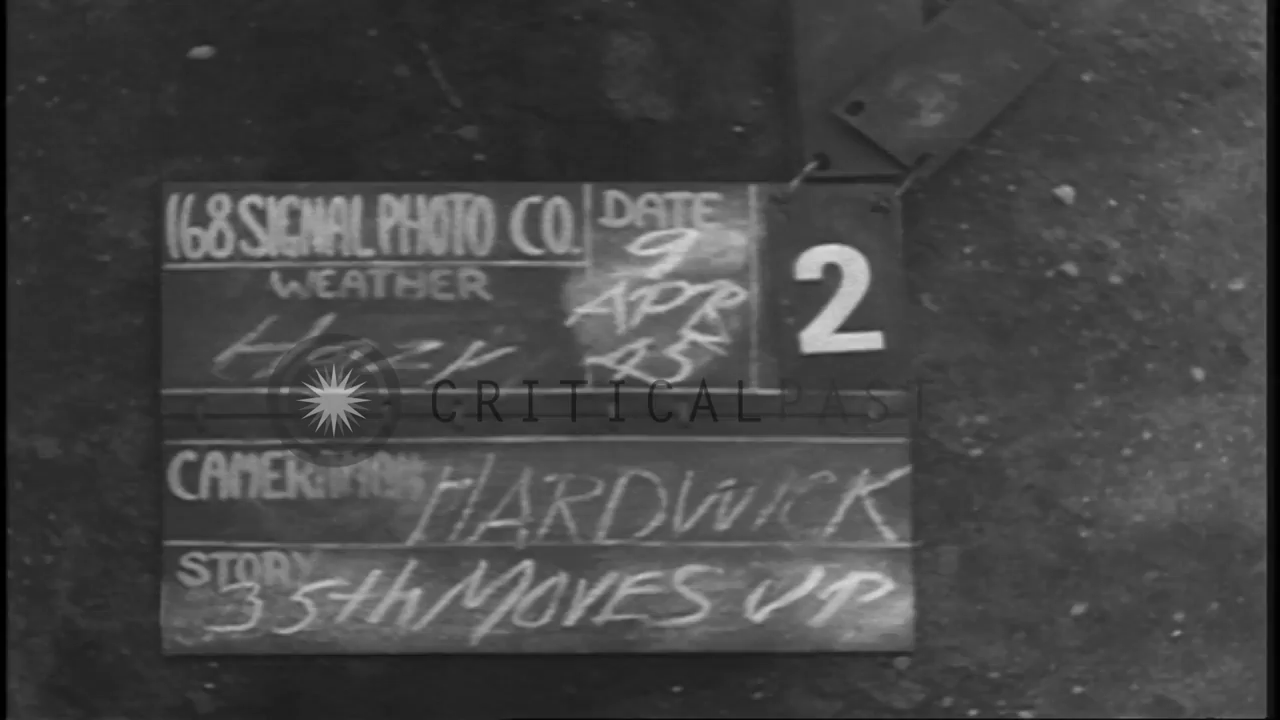 168 SIGNAL PHOTO CO.
DATE
9
APR
45
2
WEATHER
Hazy
CRITICALPAST
CAMERAMAN HARDWICK
STORY
35th MOVES UP